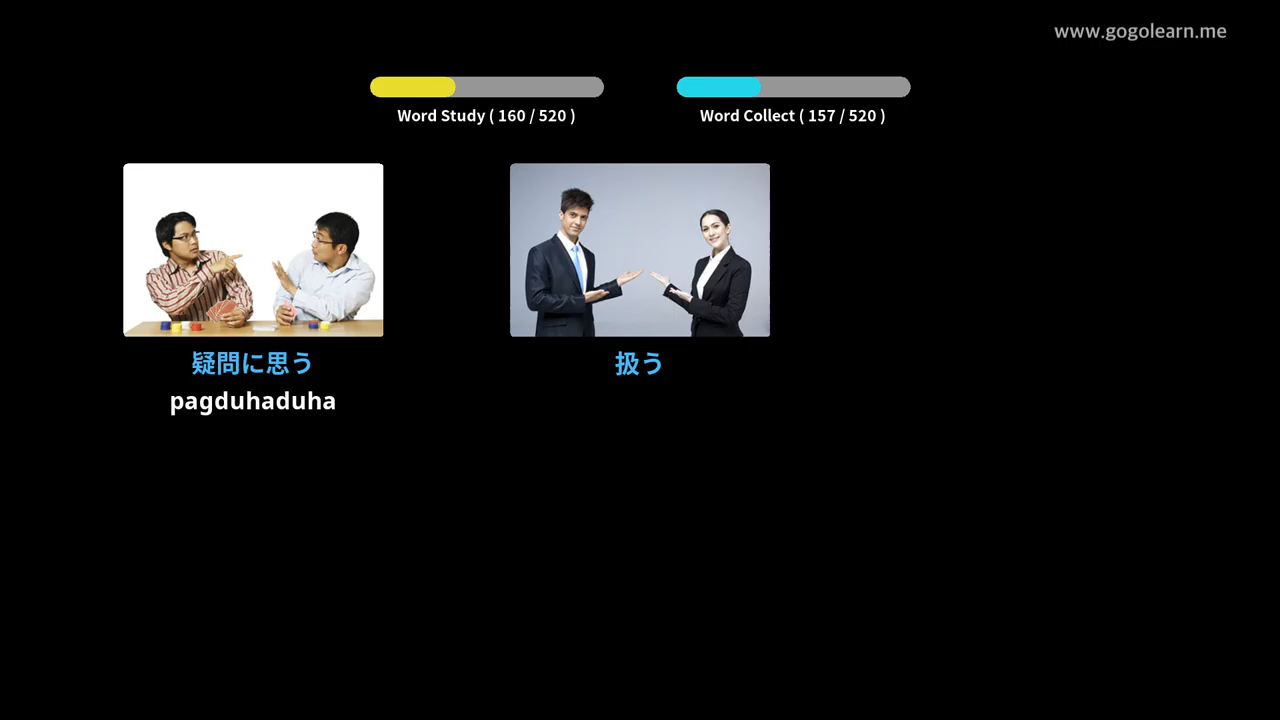 www.gogolearn.me
Word Study ( 160 / 520 )
Word Collect ( 157 / 520 )
疑問に思う
pagduhaduha
扱う